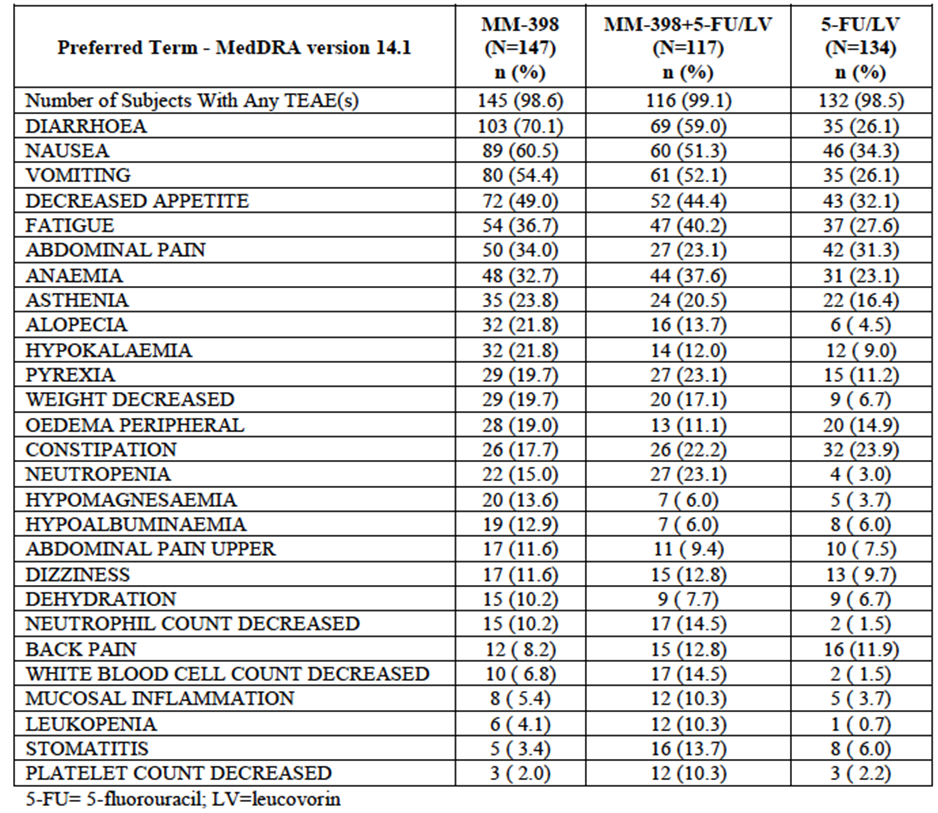 Preferred Term - MedDRA version 14.1 MM-398 (N=147) n (%) MM-398+5-FU/LV (N=117) n (%) 5-FU/LV (N=134) n (%)
Number of Subjects With Any TEAE(s) 145 (98.6) 116 (99.1) 132 (98.5)
DIARRHOEA 103 (70.1) 69 (59.0) 35 (26.1)
NAUSEA 89 (60.5) 60 (51.3) 46 (34.3)
VOMITING 80 (54.4) 61 (52.1) 35 (26.1)
DECREASED APPETITE 72 (49.0) 52 (44.4) 43 (32.1)
FATIGUE 54 (36.7) 47 (40.2) 37 (27.6)
ABDOMINAL PAIN 50 (34.0) 27 (23.1) 42 (31.3)
ANAEMIA 48 (32.7) 44 (37.6) 31 (23.1)
ASTHENIA 35 (23.8) 24 (20.5) 22 (16.4)
ALOPECIA 32 (21.8) 16 (13.7) 6 ( 4.5)
HYPOKALAEMIA 32 (21.8) 14 (12.0) 12 ( 9.0)
PYREXIA 29 (19.7) 27 (23.1) 15 (11.2)
WEIGHT DECREASED 29 (19.7) 20 (17.1) 9 ( 6.7)
OEDEMA PERIPHERAL 28 (19.0) 13 (11.1) 20 (14.9)
CONSTIPATION 26 (17.7) 26 (22.2) 32 (23.9)
NEUTROPENIA 22 (15.0) 27 (23.1) 4 ( 3.0)
HYPOMAGNESAEMIA 20 (13.6) 7 ( 6.0) 5 ( 3.7)
HYPOALBUMINAEMIA 19 (12.9) 7 ( 6.0) 8 ( 6.0)
ABDOMINAL PAIN UPPER 17 (11.6) 11 ( 9.4) 10 ( 7.5)
DIZZINESS 17 (11.6) 15 (12.8) 13 ( 9.7)
DEHYDRATION 15 (10.2) 9 ( 7.7) 9 ( 6.7)
NEUTROPHIL COUNT DECREASED 15 (10.2) 17 (14.5) 2 ( 1.5)
BACK PAIN 12 ( 8.2) 15 (12.8) 16 (11.9)
WHITE BLOOD CELL COUNT DECREASED 10 ( 6.8) 17 (14.5) 2 ( 1.5)
MUCOSAL INFLAMMATION 8 ( 5.4) 12 (10.3) 5 ( 3.7)
LEUKOPENIA 6 ( 4.1) 12 (10.3) 1 ( 0.7)
STOMATITIS 5 ( 3.4) 16 (13.7) 8 ( 6.0)
PLATELET COUNT DECREASED 3 ( 2.0) 12 (10.3) 3 ( 2.2)
5-FU= 5-fluorouracil; LV=leucovorin